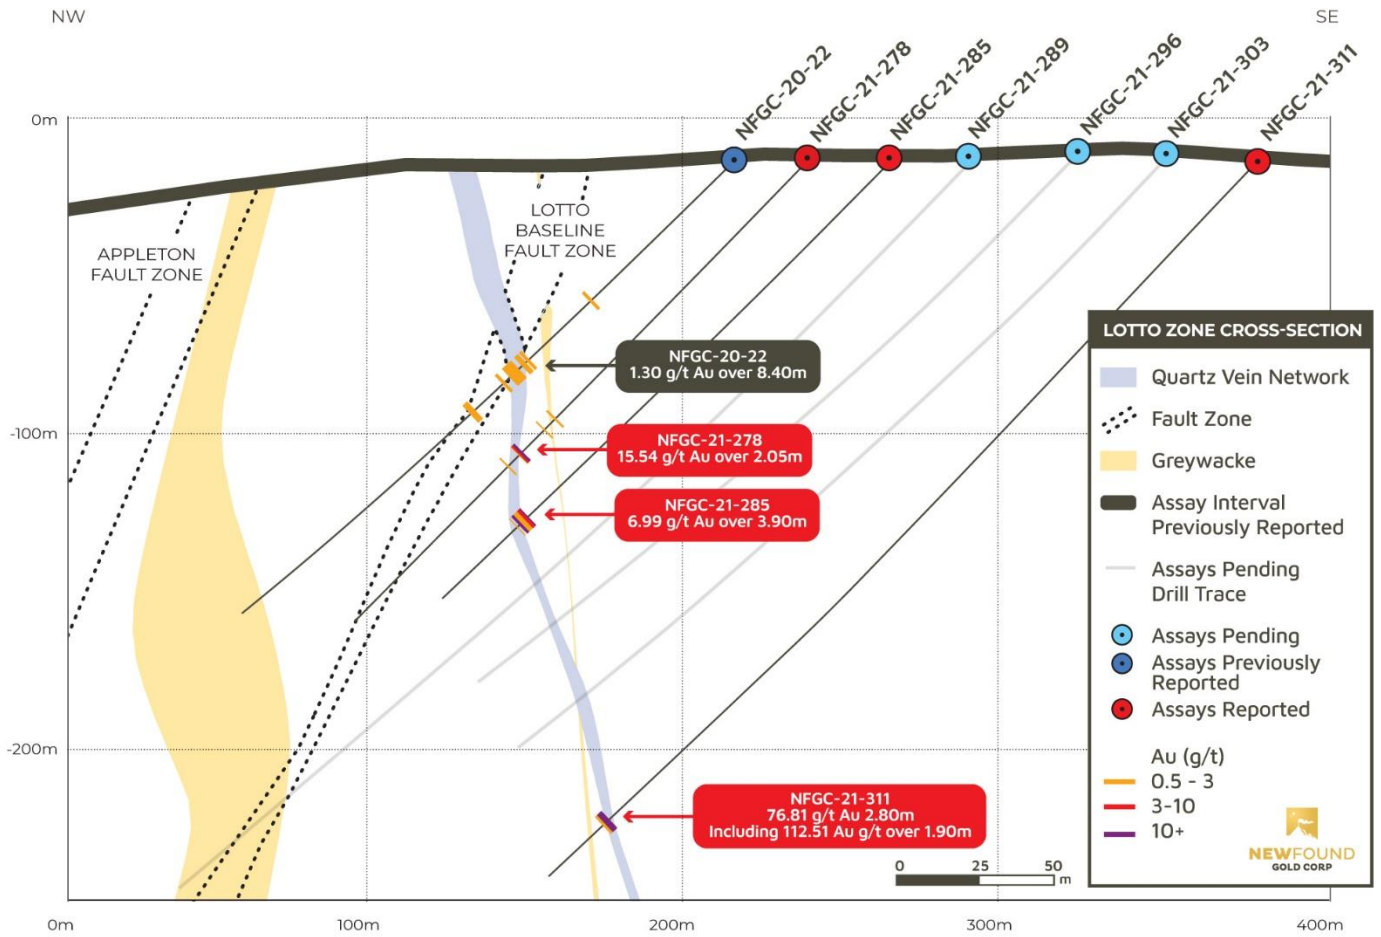 NW
SE
NFGC-20-22
NFGC-21-278
NFGC-21-285
NFGC-21-289
NFGC-21-296
NFGC-21-303
NFGC-21-311
0m
-100m
-200m
APPLETON
FAULT ZONE
LOTTO
BASELINE
FAULT ZONE
NFGC-20-22
1.30 g/t Au over 8.40m
NFGC-21-278
15.54 g/t Au over 2.05m
NFGC-21-285
6.99 g/t Au over 3.90m
NFGC-21-311
76.81 g/t Au 2.80m
Including 112.51 Au g/t over 1.90m
LOTTO ZONE CROSS-SECTION
Quartz Vein Network
Fault Zone
Greywacke
Assay Interval
Previously Reported
Assays Pending
Drill Trace
Assays Pending
Assays Previously
Reported
Assays Reported
Au (g/t)
0.5 - 3
3-10
10+
NEWFOUND
GOLD CORP
0 25 50
m
0m 100m 200m 300m 400m